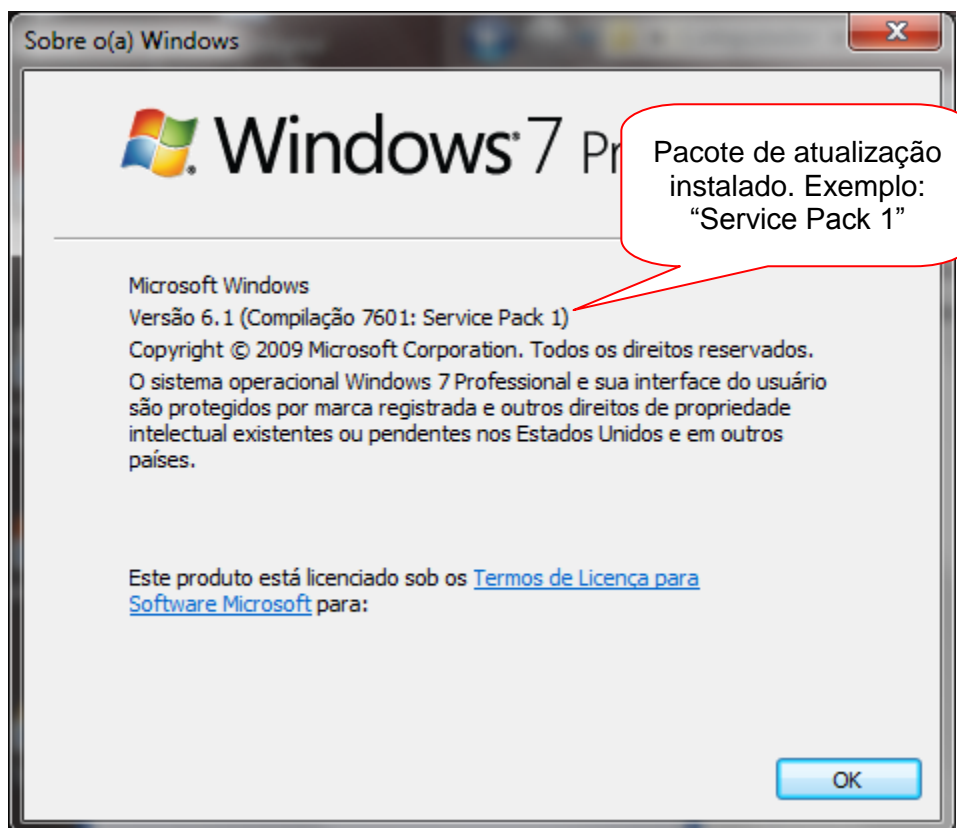 Sobre o(a) Windows
Windows 7 Pr
Pacote de atualização
instalado. Exemplo:
“Service Pack 1”
Microsoft Windows
Versão 6.1 (Compilação 7601: Service Pack 1)
Copyright © 2009 Microsoft Corporation. Todos os direitos reservados.
O sistema operacional Windows 7 Professional e sua interface do usuário
são protegidos por marca registrada e outros direitos de propriedade
intelectual existentes ou pendentes nos Estados Unidos e em outros
países.
Este produto está licenciado sob os Termos de Licença para
Software Microsoft para:
OK